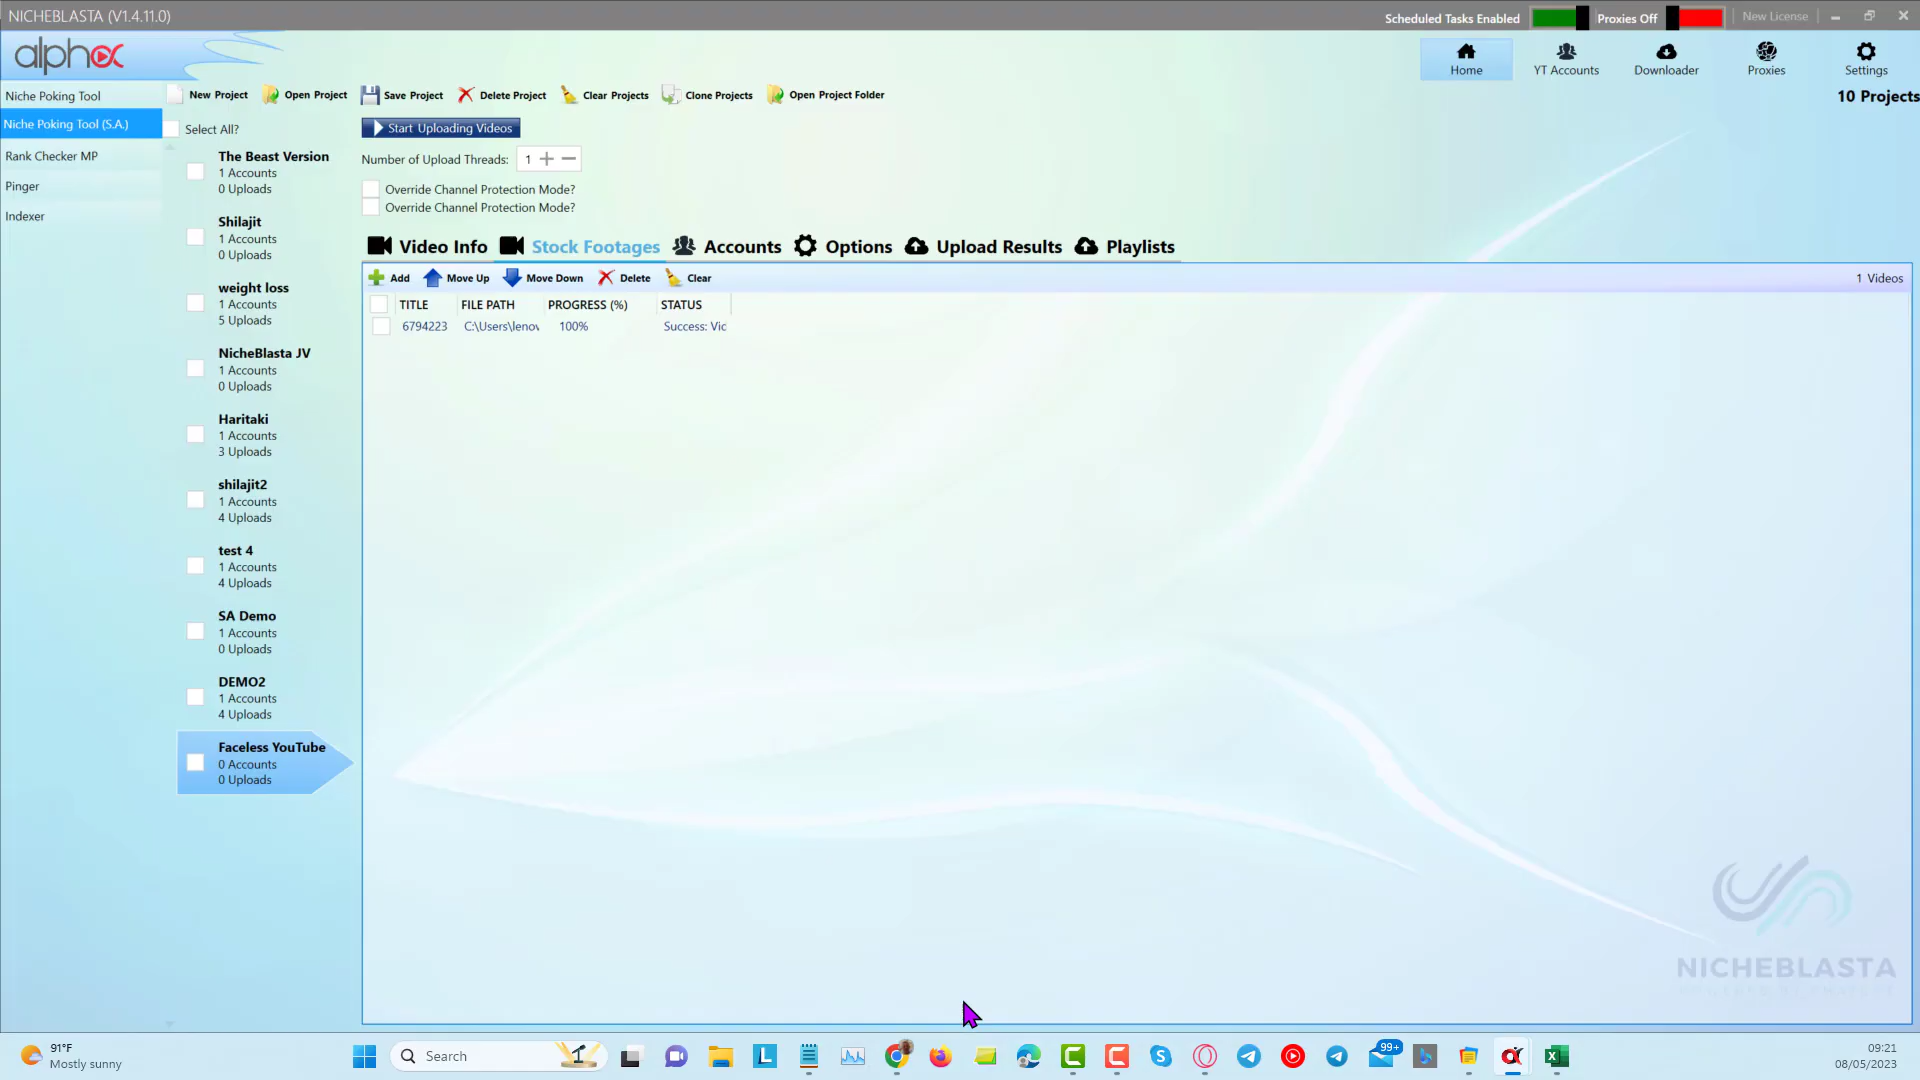 NICHEBLASTA (V1.4.11.0)
Scheduled Tasks Enabled
Proxies Off
New License
alpha
Home
YT Accounts
Downloader
Proxies
Settings
Niche Poking Tool
Niche Poking Tool (S.A.)
Rank Checker MP
Pinger
Indexer
New Project
Open Project
Save Project
Delete Project
Clear Projects
Clone Projects
Open Project Folder
10 Projects
Select All?
The Beast Version
1 Accounts
0 Uploads
Shilajit
1 Accounts
0 Uploads
weight loss
1 Accounts
5 Uploads
NicheBlasta JV
1 Accounts
0 Uploads
Haritaki
1 Accounts
3 Uploads
shilajit2
1 Accounts
4 Uploads
test 4
1 Accounts
4 Uploads
SA Demo
1 Accounts
0 Uploads
DEMO2
1 Accounts
4 Uploads
Faceless YouTube
0 Accounts
0 Uploads
Start Uploading Videos
Number of Upload Threads: 1
Override Channel Protection Mode?
Override Channel Protection Mode?
Video Info
Stock Footages
Accounts
Options
Upload Results
Playlists
Add
Move Up
Move Down
Delete
Clear
1 Videos
TITLE FILE PATH PROGRESS (%) STATUS
6794223 C:\Users\lenov 100% Success: Vic
NICHEBLASTA
91°F
Mostly sunny
Search
99+
09:21
08/05/2023